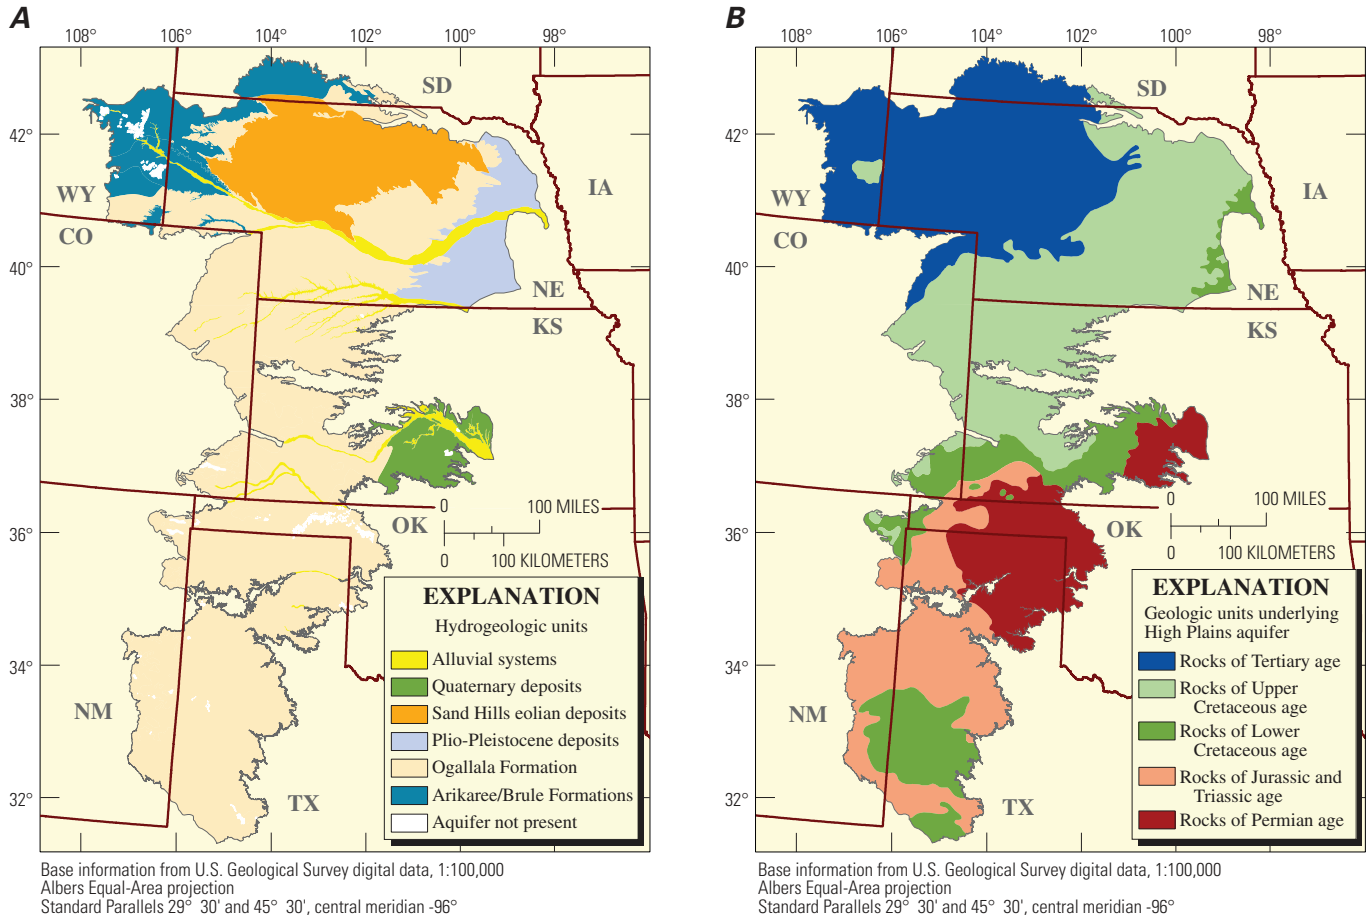 A
108° 106° 104° 102° 100° 98°
SD
42°
WY
IA
CO
40°
NE
KS
38°
0 100 MILES
OK
36°
0 100 KILOMETERS
EXPLANATION
Hydrogeologic units
Alluvial systems
34°
Quaternary deposits
NM
Sand Hills eolian deposits
Plio-Pleistocene deposits
Ogallala Formation
32°
TX
Arikaree/Brule Formations
Aquifer not present
Base information from U.S. Geological Survey digital data, 1:100,000
Albers Equal-Area projection
Standard Parallels 29° 30' and 45° 30', central meridian -96°
B
108° 106° 104° 102° 100° 98°
SD
42°
WY
IA
CO
40°
NE
KS
38°
0 100 MILES
OK
36°
0 100 KILOMETERS
EXPLANATION
Geologic units underlying
High Plains aquifer
34°
Rocks of Tertiary age
Rocks of Upper
Cretaceous age
NM
Rocks of Lower
Cretaceous age
Rocks of Jurassic and
Triassic age
32°
TX
Rocks of Permian age
Base information from U.S. Geological Survey digital data, 1:100,000
Albers Equal-Area projection
Standard Parallels 29° 30' and 45° 30', central meridian -96°